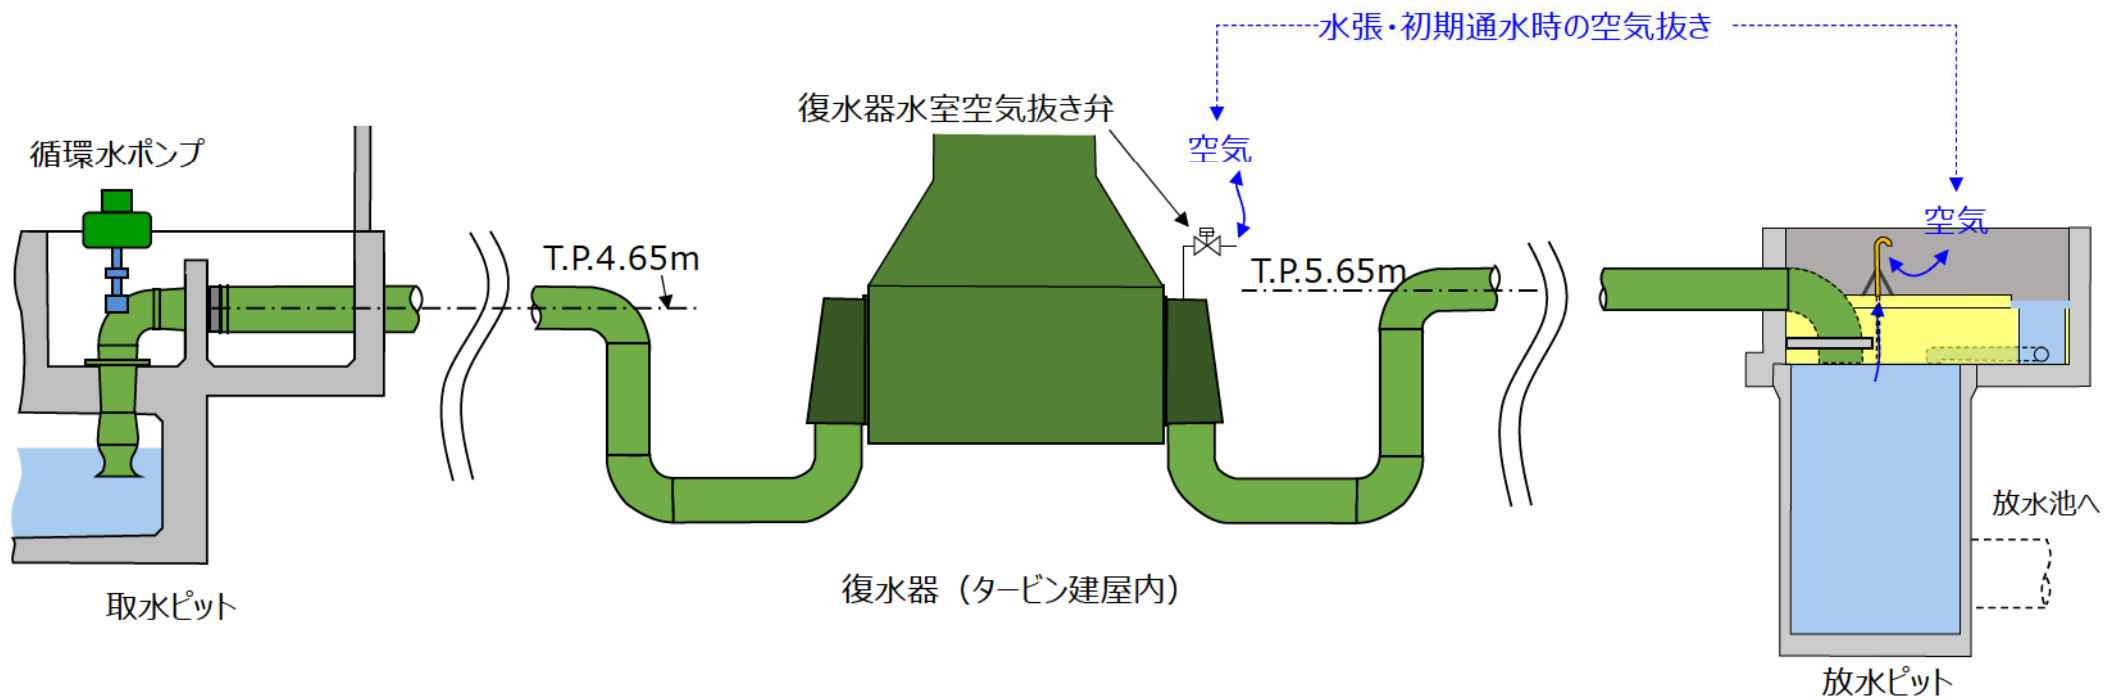 水張・初期通水時の空気抜き
復水器水室空気抜き弁
空気
循環水ポンプ
空気
T.P.4.65m
T.P.5.65m
放水池へ
復水器（タービン建屋内）
取水ピット
放水ピット